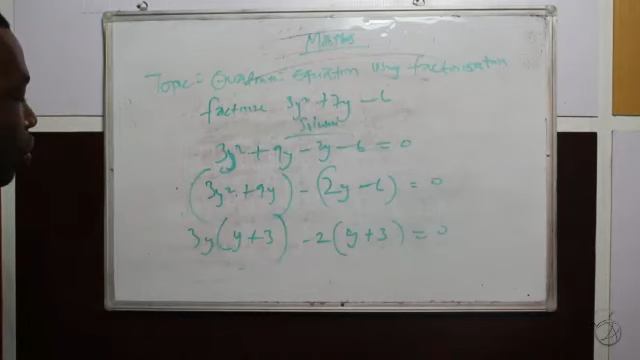 Maths
Topic: Quadratic equation using factorisation
factorise 3y² + 7y - 6
Solution
3y² + 9y - 2y - 6 = 0
(3y² + 9y) - (2y - 6) = 0
3y(y + 3) - 2(y + 3) = 0